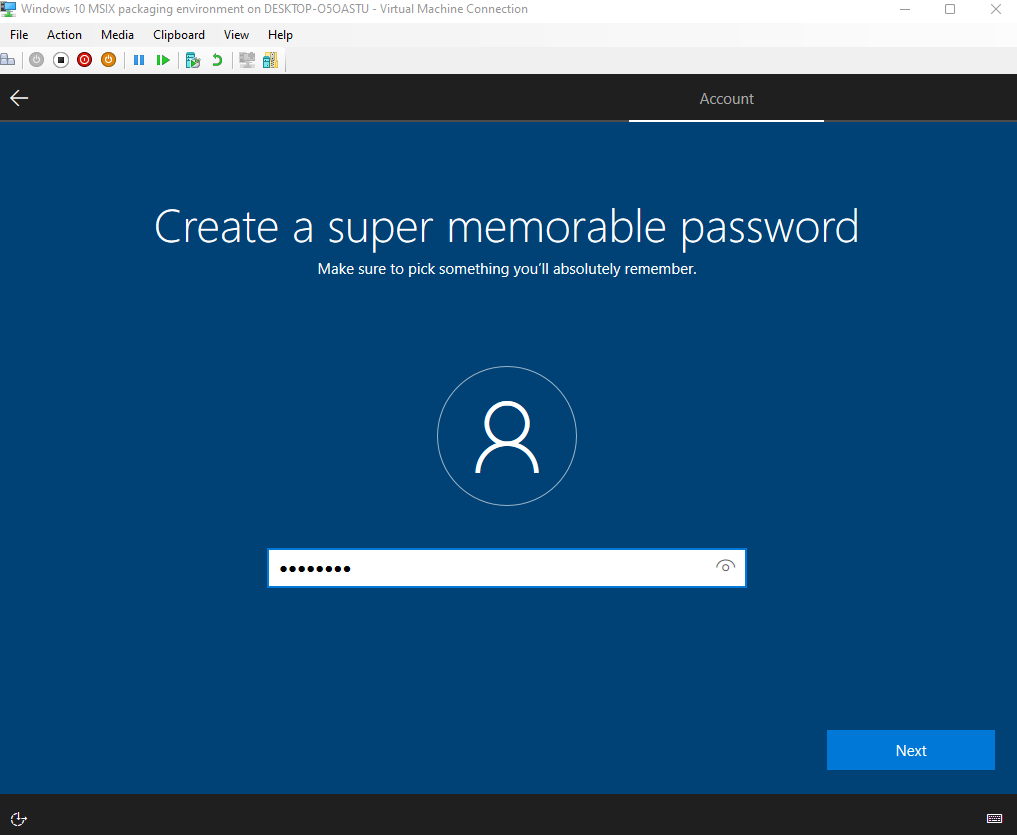 Windows 10 MSIX packaging environment on DESKTOP-O5OASTU - Virtual Machine Connection
File Action Media Clipboard View Help
Account
Create a super memorable password
Make sure to pick something you'll absolutely remember.
Next